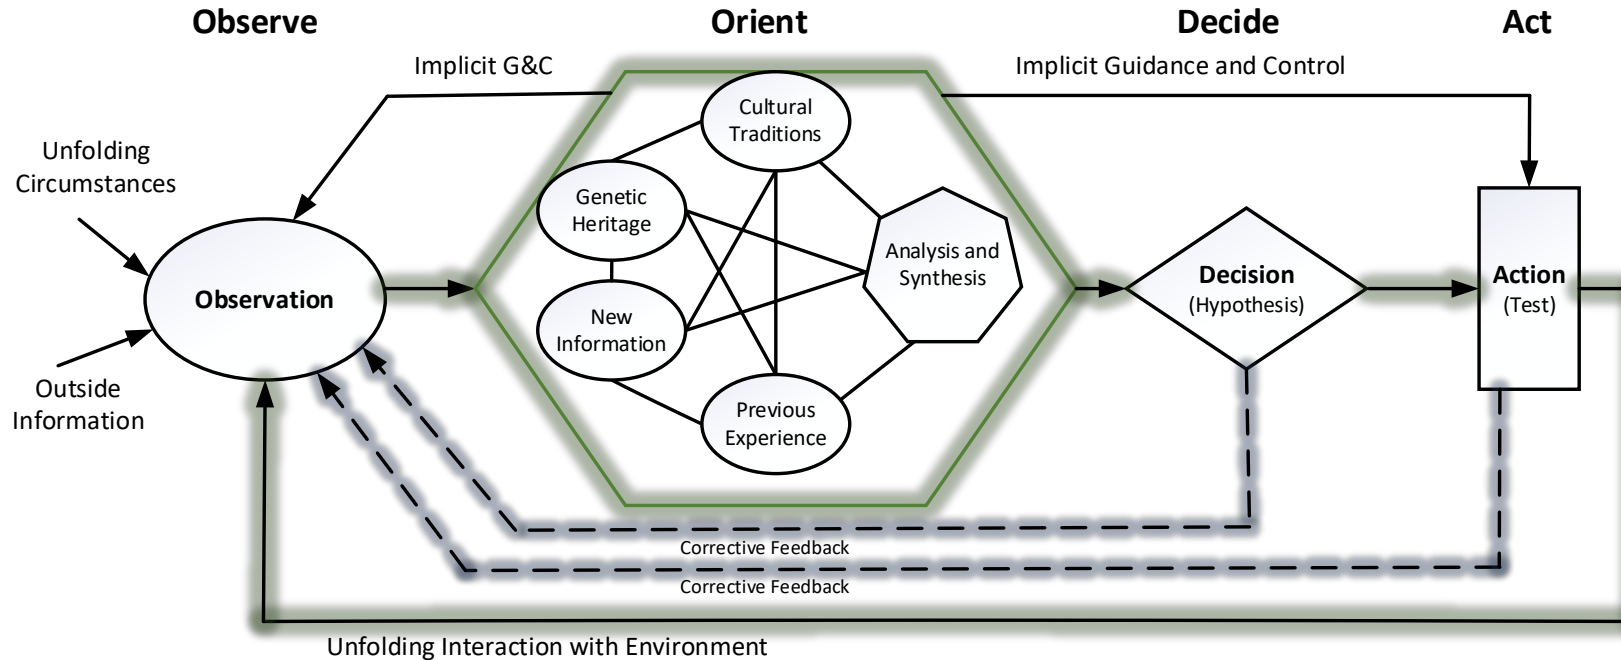 Observe
Orient
Decide
Act
Implicit G&C
Implicit Guidance and Control
Unfolding
Circumstances
Outside
Information
Observation
Cultural
Traditions
Genetic
Heritage
New
Information
Previous
Experience
Analysis and
Synthesis
Decision
(Hypothesis)
Action
(Test)
Corrective Feedback
Corrective Feedback
Unfolding Interaction with Environment